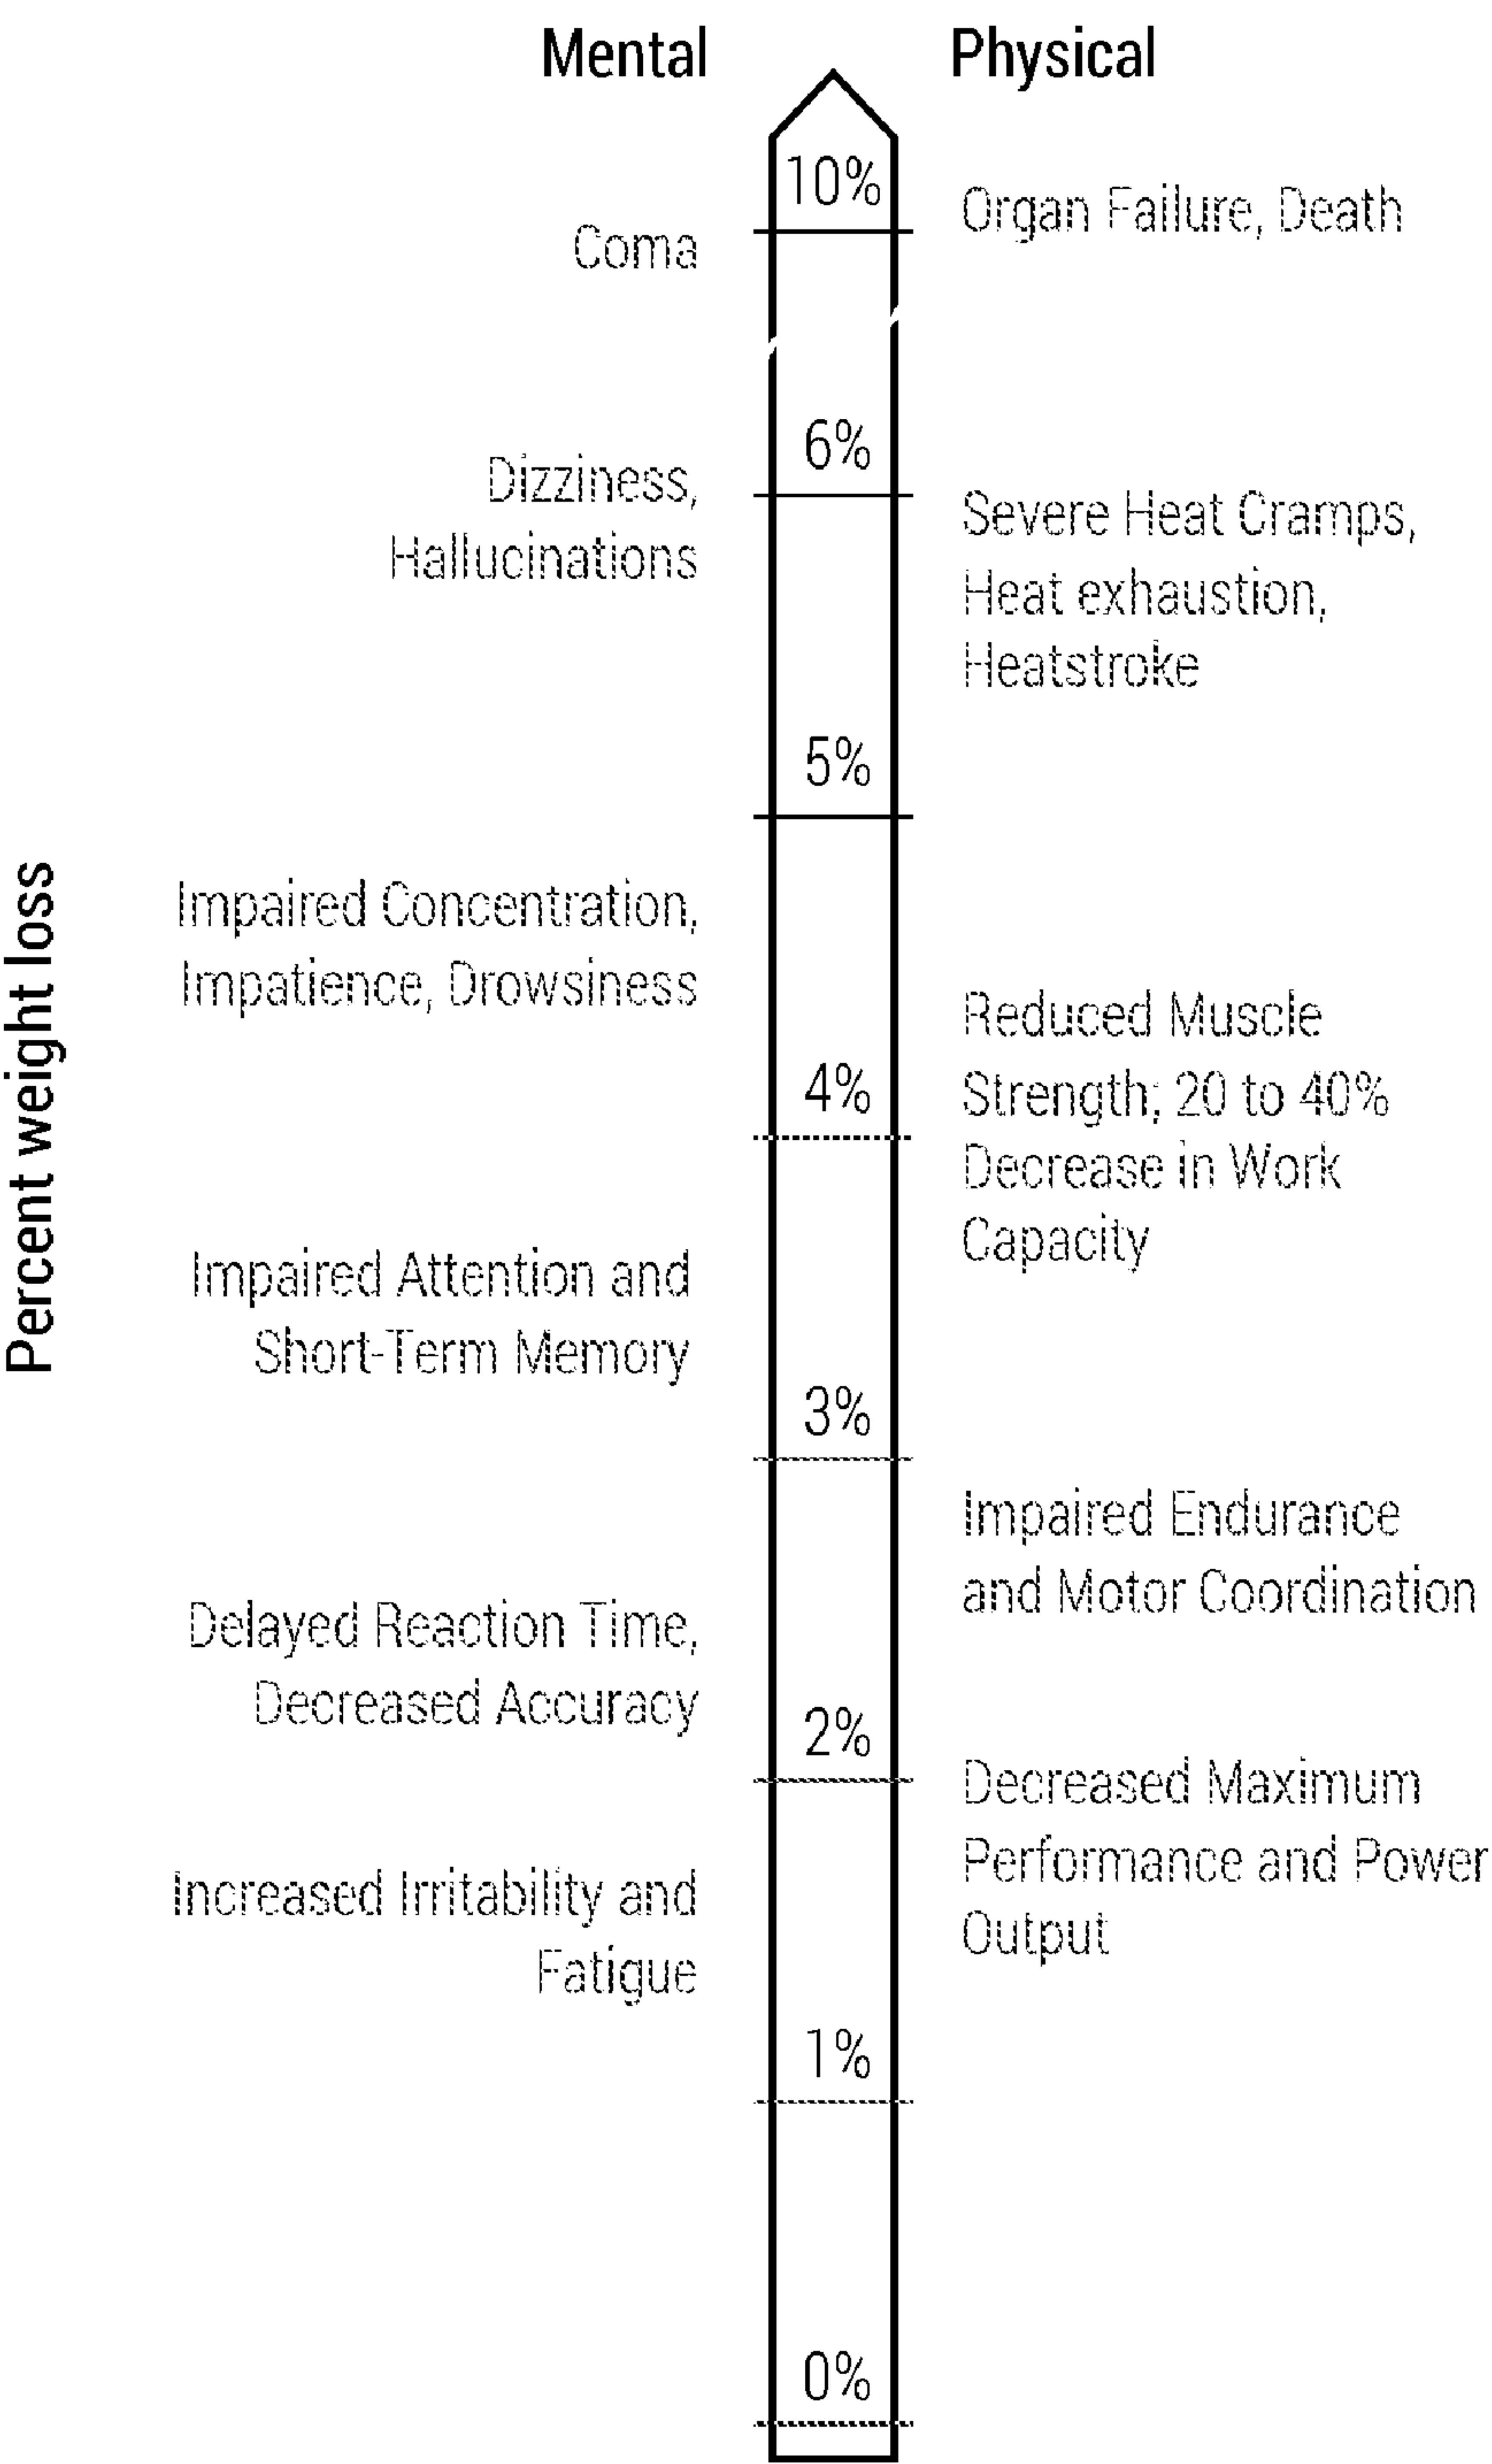 Mental
Physical
10%
Organ Failure, Death
Coma
6%
Dizziness,
Hallucinations
Severe Heat Cramps,
Heat exhaustion,
Heatstroke
5%
Percent weight loss
Impaired Concentration,
Impatience, Drowsiness
4%
Reduced Muscle
Strength; 20 to 40%
Decrease in Work
Capacity
Impaired Attention and
Short-Term Memory
3%
Impaired Endurance
and Motor Coordination
Delayed Reaction Time,
Decreased Accuracy
2%
Decreased Maximum
Performance and Power
Output
Increased Irritability and
Fatigue
1%
0%